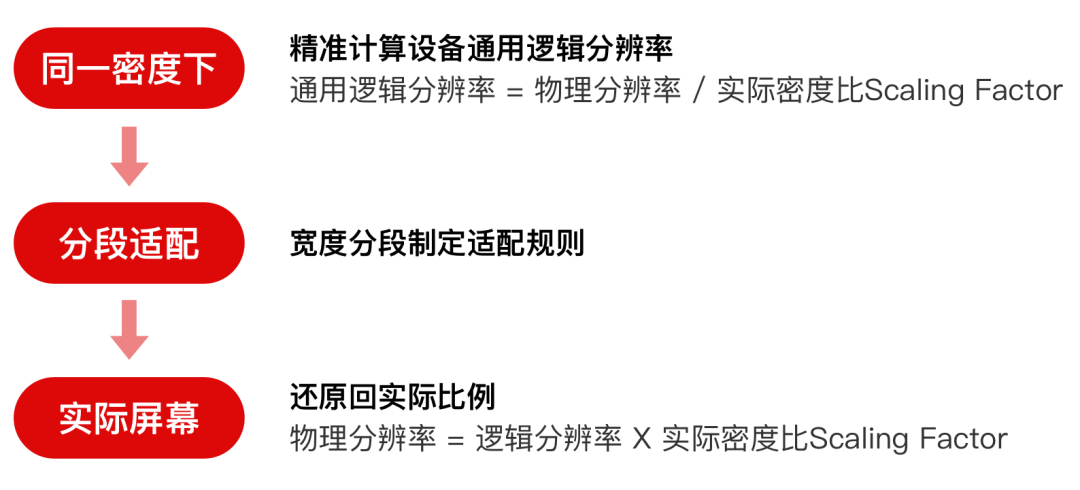 同一密度下
精准计算设备通用逻辑分辨率
通用逻辑分辨率 = 物理分辨率 / 实际密度比Scaling Factor
分段适配
宽度分段制定适配规则
实际屏幕
还原回实际比例
物理分辨率 = 逻辑分辨率 X 实际密度比Scaling Factor